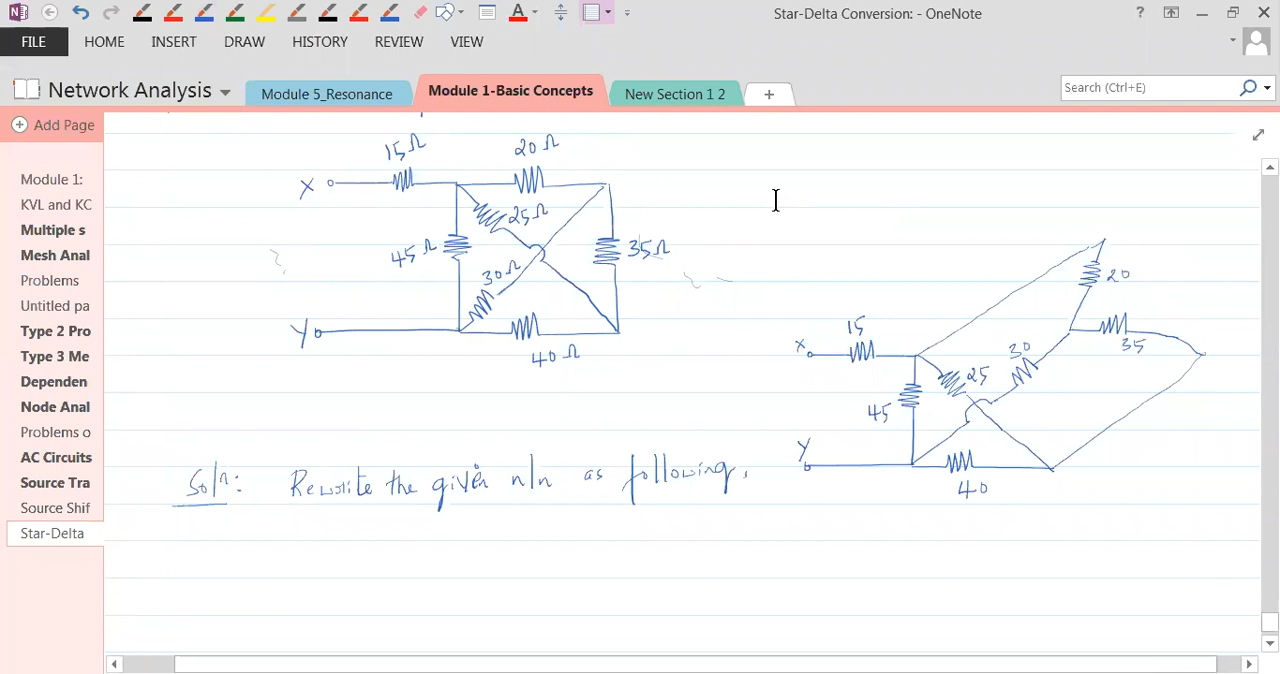 Star-Delta Conversion: - OneNote
FILE HOME INSERT DRAW HISTORY REVIEW VIEW
Network Analysis
Module 5_Resonance
Module 1-Basic Concepts
New Section 1 2
+
Search (Ctrl+E)
Add Page
Module 1:
KVL and KC
Multiple s
Mesh Anal
Problems
Untitled pa
Type 2 Pro
Type 3 Me
Dependen
Node Anal
Problems o
AC Circuits
Source Tra
Source Shif
Star-Delta
15Ω
20Ω
X
25Ω
45Ω
35Ω
30Ω
Y
40Ω
20
15
35
X
30
25
45
Y
40
Sol^n: Rewrite the given n/n as following,